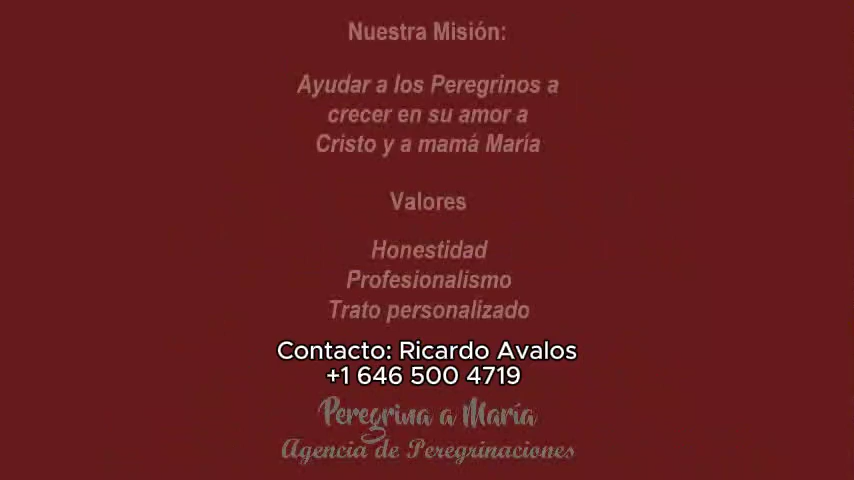 Nuestra Misión:
Ayudar a los Peregrinos a
crecer en su amor a
Cristo y a mamá María
Valores
Honestidad
Profesionalismo
Trato personalizado
Contacto: Ricardo Avalos
+1 646 500 4719
Peregrina a María
Agencia de Peregrinaciones